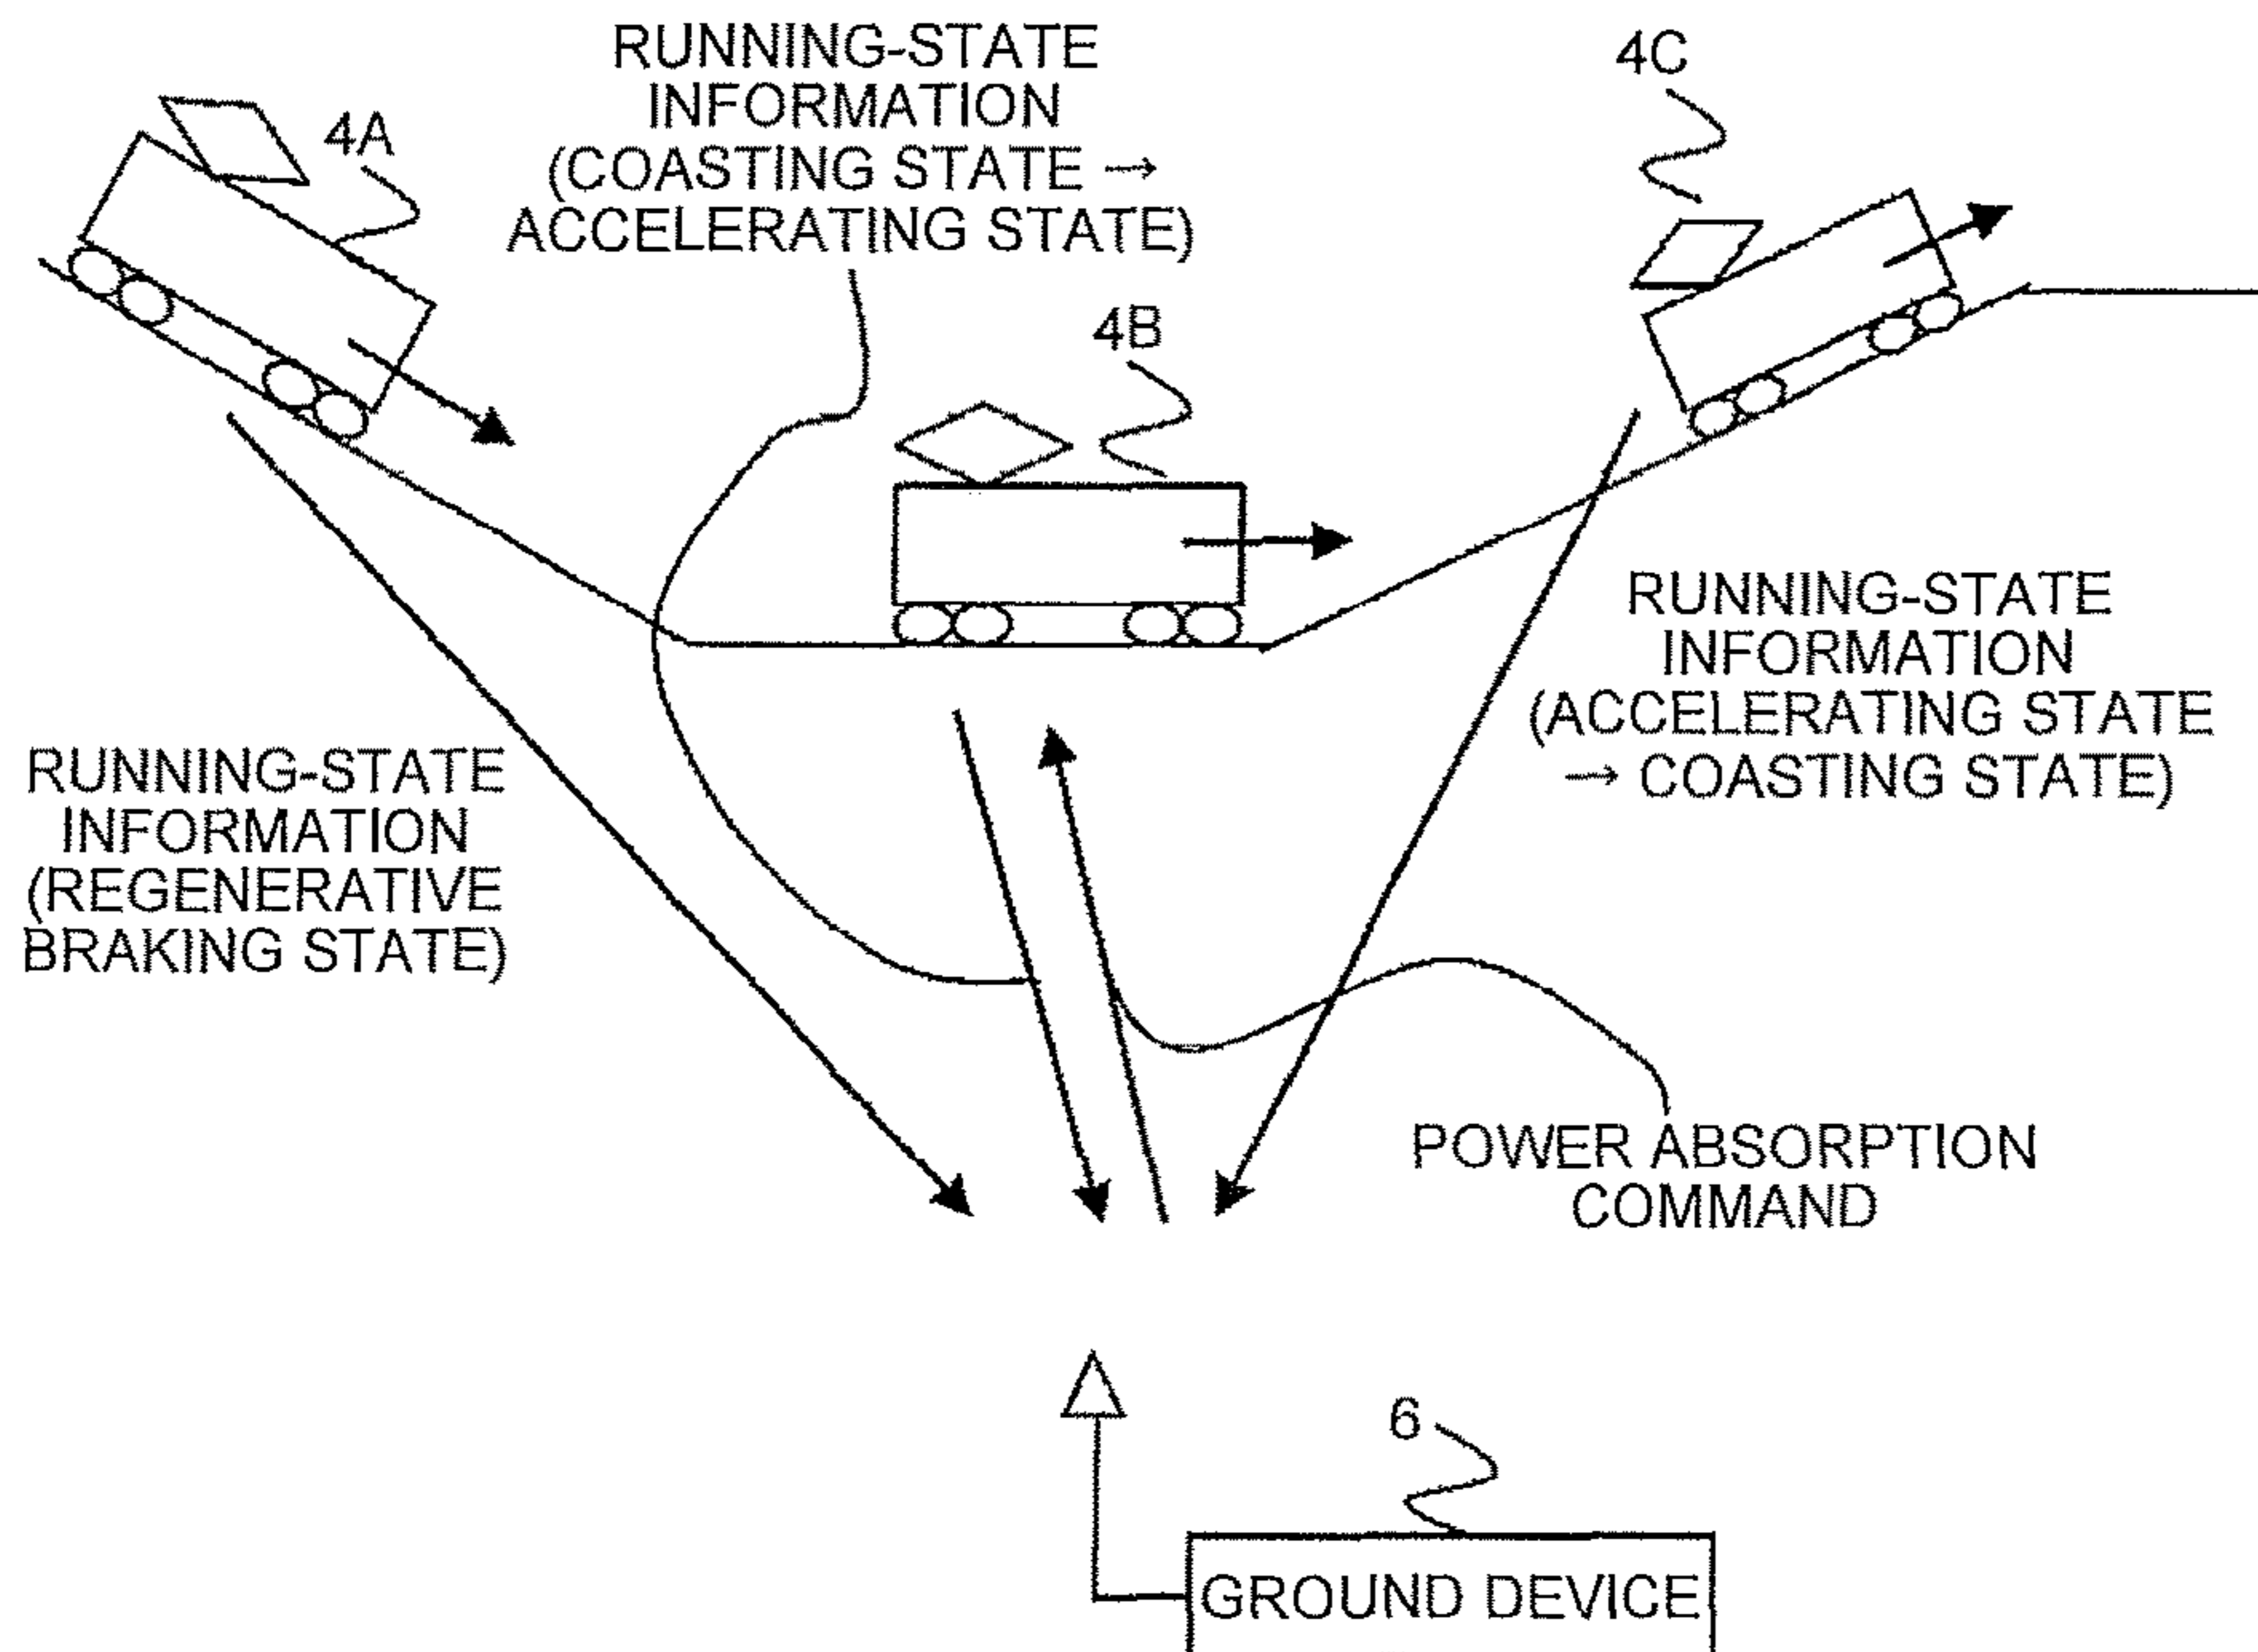 RUNNING-STATE
INFORMATION
(COASTING STATE →
ACCELERATING STATE)
4A
4B
4C
RUNNING-STATE
INFORMATION
(ACCELERATING STATE
→ COASTING STATE)
RUNNING-STATE
INFORMATION
(REGENERATIVE
BRAKING STATE)
POWER ABSORPTION
COMMAND
6
GROUND DEVICE